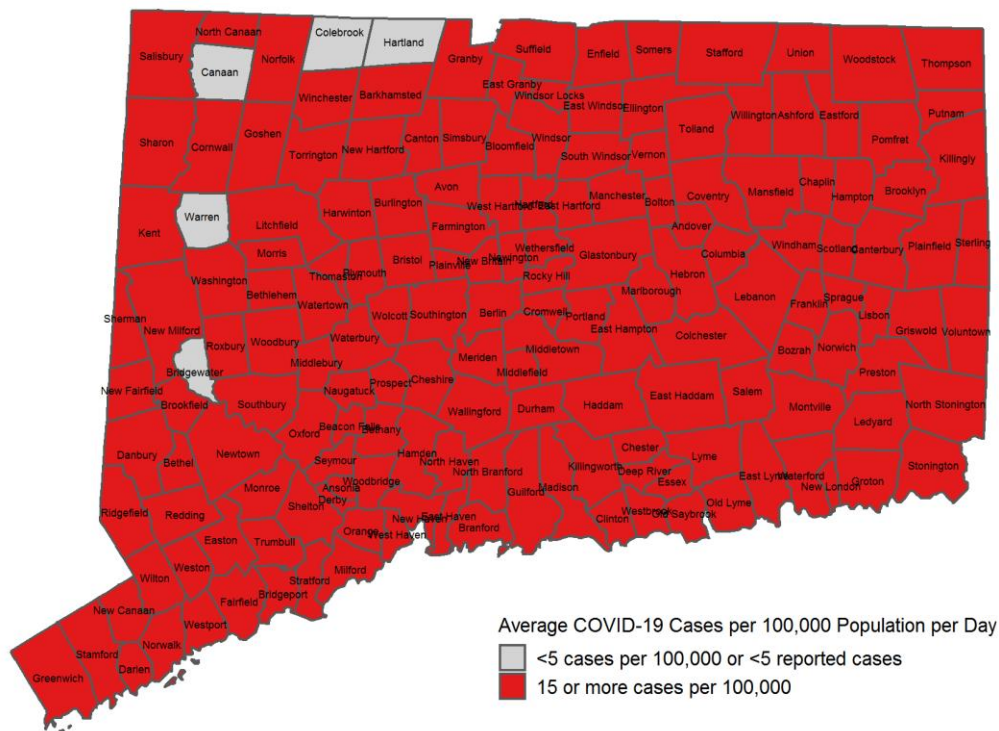 Colebrook
North Canaan
Hartland
Salisbury
Canaan
Norfolk
Granby
Suffield
Enfield
Somers
Stafford
Union
Woodstock
Thompson
East Granby
Windsor Locks
Winchester
Barkhamsted
East Windsor
Ellington
Willington
Ashford
Eastford
Putnam
Sharon
Cornwall
Goshen
Torrington
New Hartford
Canton
Simsbury
Bloomfield
Windsor
South Windsor
Vernon
Tolland
Pomfret
Killingly
Avon
Burlington
Harwinton
West Hartford
Hartford
East Hartford
Manchester
Bolton
Coventry
Mansfield
Chaplin
Hampton
Brooklyn
Kent
Warren
Litchfield
Morris
Farmington
Andover
Columbia
Windham
Scotland
Canterbury
Plainfield
Sterling
Washington
Bethlehem
Thomaston
Plymouth
Bristol
Plainville
New Britain
Newington
Wethersfield
Rocky Hill
Glastonbury
Marlborough
Hebron
Lebanon
Franklin
Sprague
Lisbon
Griswold
Voluntown
Sherman
New Milford
Roxbury
Woodbury
Watertown
Waterbury
Wolcott
Southington
Berlin
Cromwell
Portland
East Hampton
Colchester
Bozrah
Norwich
Preston
Bridgewater
Middlebury
Naugatuck
Prospect
Cheshire
Meriden
Middletown
Middlefield
New Fairfield
Brookfield
Southbury
Oxford
Beacon Falls
Bethany
Wallingford
Durham
Haddam
East Haddam
Salem
Montville
Ledyard
North Stonington
Danbury
Bethel
Newtown
Seymour
Woodbridge
Hamden
North Haven
North Branford
Guilford
Madison
Killingworth
Chester
Deep River
Essex
Lyme
East Lyme
Waterford
New London
Groton
Stonington
Ridgefield
Redding
Monroe
Shelton
Ansonia
Derby
Orange
West Haven
New Haven
East Haven
Branford
Clinton
Westbrook
Old Saybrook
Old Lyme
Easton
Trumbull
Milford
Stratford
Wilton
Weston
Fairfield
Bridgeport
New Canaan
Westport
Norwalk
Greenwich
Stamford
Darien
Average COVID-19 Cases per 100,000 Population per Day
<5 cases per 100,000 or <5 reported cases
15 or more cases per 100,000